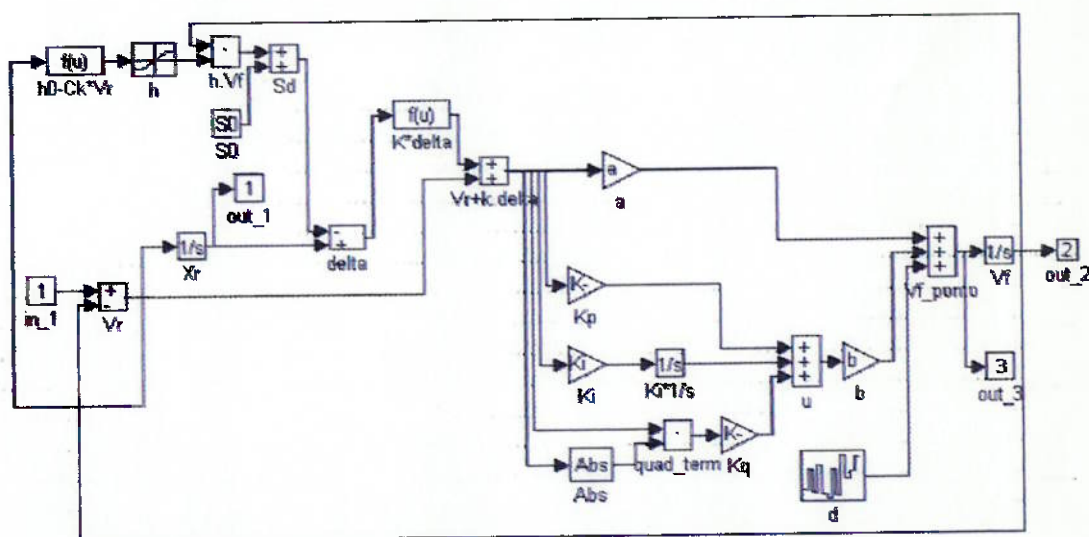 f(u)
h0-Ck*Vr
h
h.Vf
+
+
Sd
S0
S0
1
out_1
f(u)
K*delta
+
+
Vr+k.delta
a
a
1/s
Xr
-
+
delta
1
in_1
+
-
Vr
K-
Kp
Ki
Ki
1/s
Ki*1/s
+
+
+
u
b
b
+
+
+
Vf_ponto
1/s
Vf
2
out_2
3
out_3
Abs
Abs
quad_term
K-
Kq
d